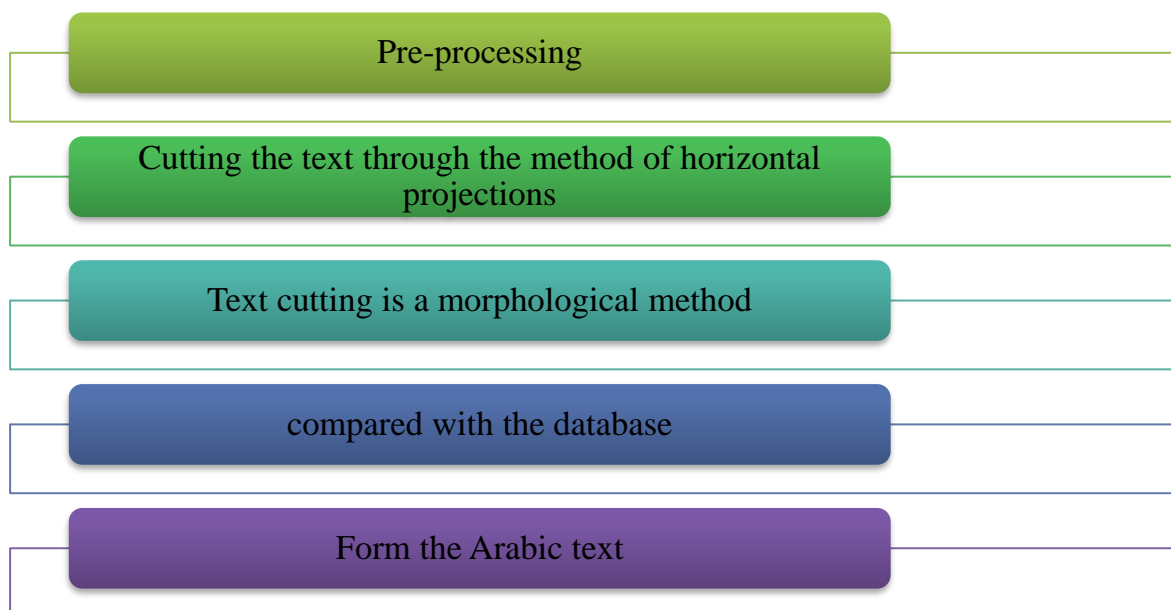 Pre-processing
Cutting the text through the method of horizontal
projections
Text cutting is a morphological method
compared with the database
Form the Arabic text